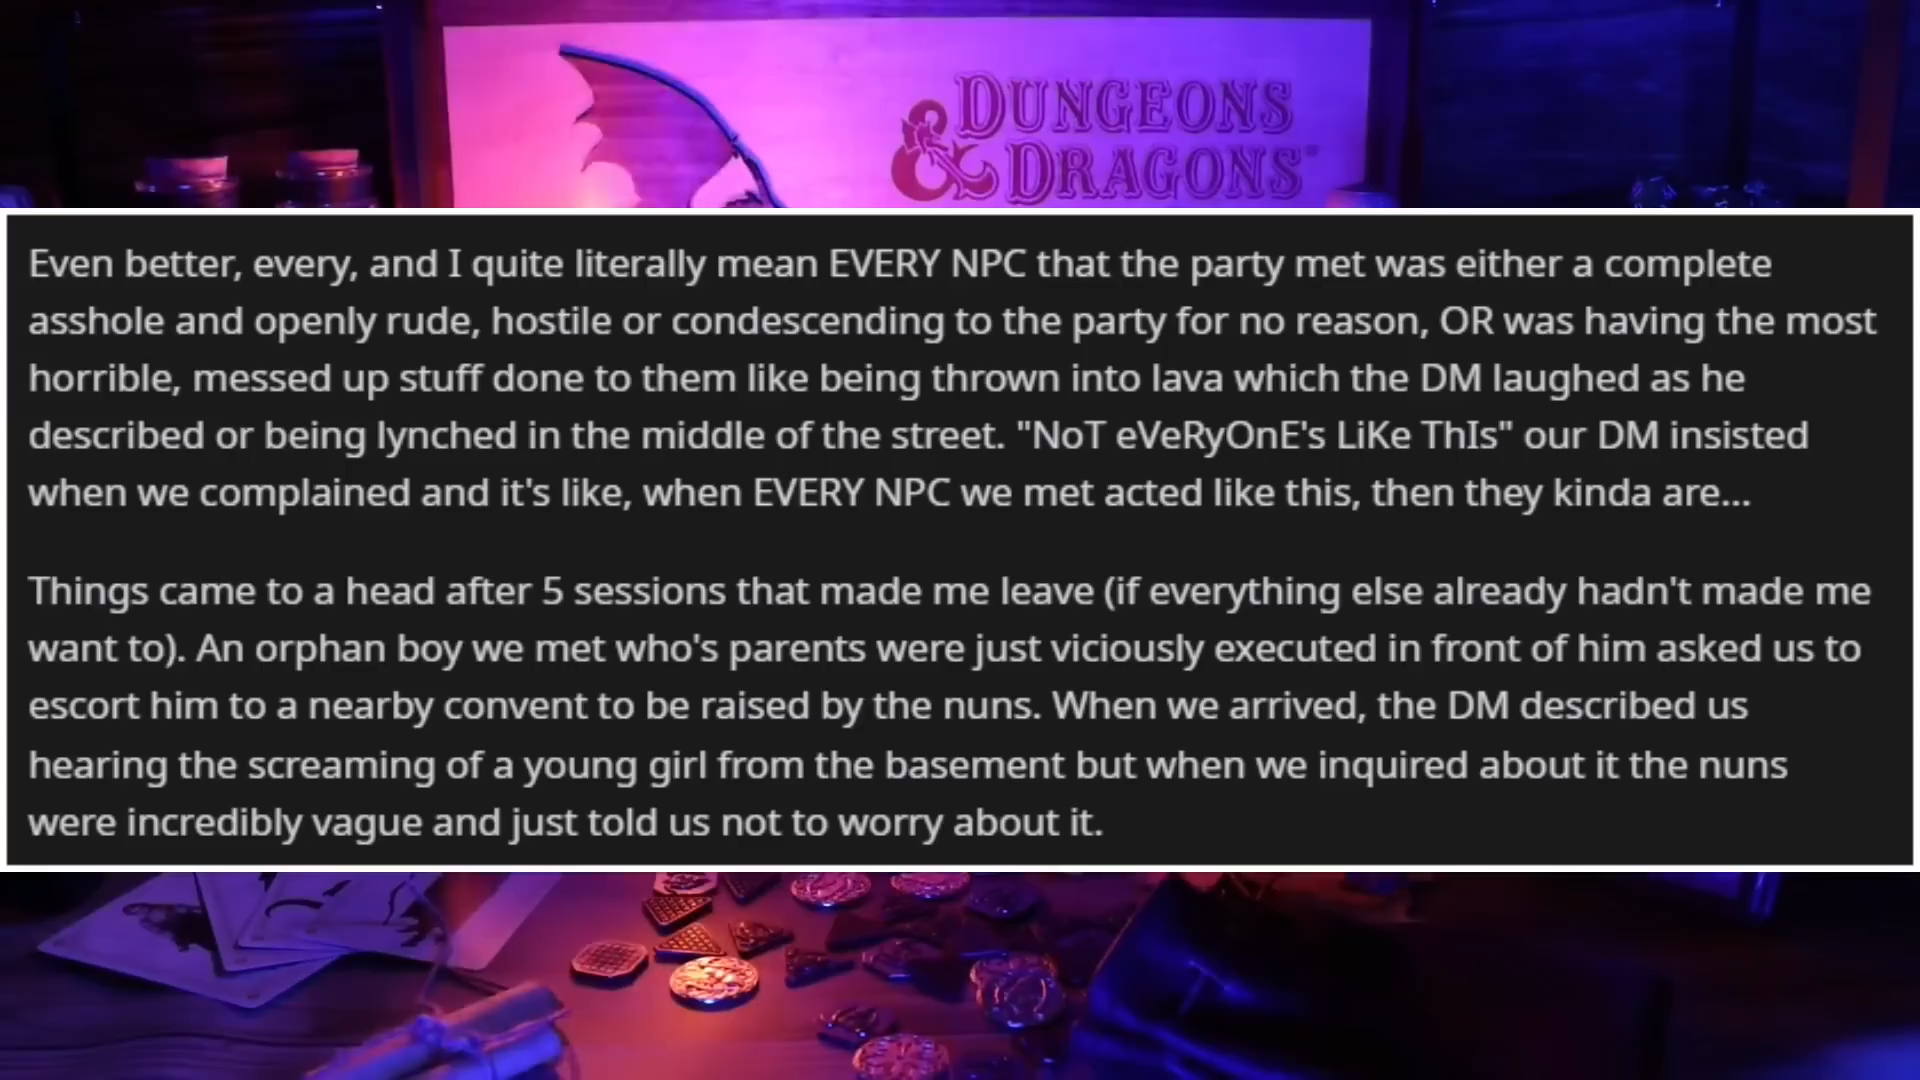 DUNGEONS
& DRAGONS
Even better, every, and I quite literally mean EVERY NPC that the party met was either a complete
asshole and openly rude, hostile or condescending to the party for no reason, OR was having the most
horrible, messed up stuff done to them like being thrown into lava which the DM laughed as he
described or being lynched in the middle of the street. "NoT eVeRyOnE's LiKe ThIs" our DM insisted
when we complained and it's like, when EVERY NPC we met acted like this, then they kinda are...
Things came to a head after 5 sessions that made me leave (if everything else already hadn't made me
want to). An orphan boy we met who's parents were just viciously executed in front of him asked us to
escort him to a nearby convent to be raised by the nuns. When we arrived, the DM described us
hearing the screaming of a young girl from the basement but when we inquired about it the nuns
were incredibly vague and just told us not to worry about it.